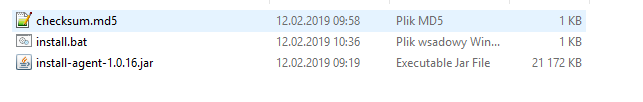 checksum.md5 12.02.2019 09:58 Plik MD5 1 KB
install.bat 12.02.2019 10:36 Plik wsadowy Win... 1 KB
install-agent-1.0.16.jar 12.02.2019 09:19 Executable Jar File 21 172 KB